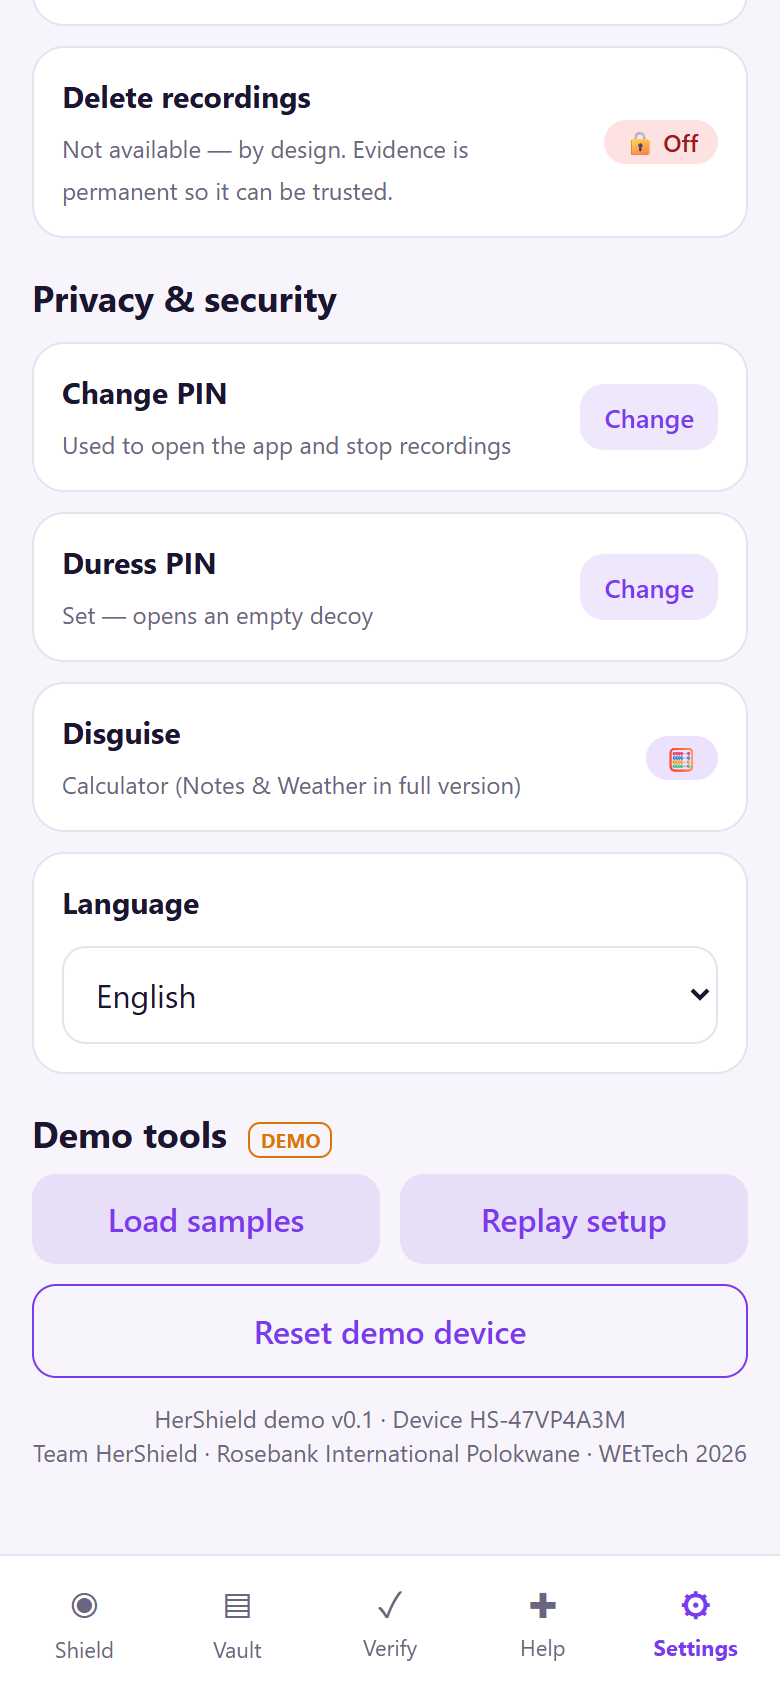 Delete recordings
Not available — by design. Evidence is
permanent so it can be trusted.
Off
Privacy & security
Change PIN
Used to open the app and stop recordings
Change
Duress PIN
Set — opens an empty decoy
Change
Disguise
Calculator (Notes & Weather in full version)
Language
English
Demo tools DEMO
Load samples
Replay setup
Reset demo device
HerShield demo v0.1 · Device HS-47VP4A3M
Team HerShield · Rosebank International Polokwane · WEtTech 2026
Shield
Vault
Verify
Help
Settings